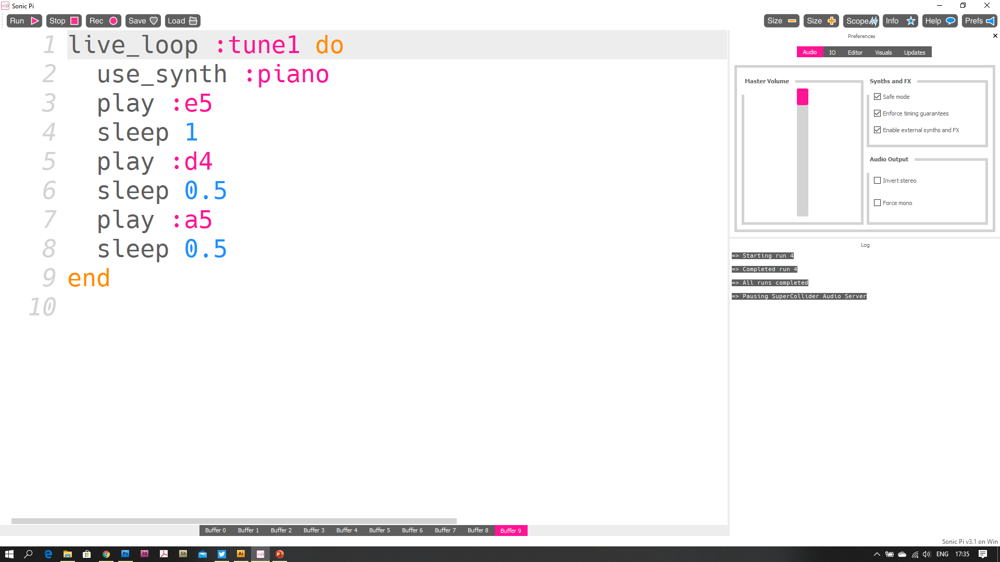 Sonic Pi
Run Stop Rec Save Load Size Size Scope Info Help Prefs
1 live_loop :tune1 do
2 use_synth :piano
3 play :e5
4 sleep 1
5 play :d4
6 sleep 0.5
7 play :a5
8 sleep 0.5
9 end
10
Preferences
Audio IO Editor Visuals Updates
Master Volume
Synths and FX
Safe mode
Enforce timing guarantees
Enable external synths and FX
Audio Output
Invert stereo
Force mono
Log
=> Starting run 4
=> Completed run 4
=> All runs completed
=> Pausing SuperCollider Audio Server
Buffer 0 Buffer 1 Buffer 2 Buffer 3 Buffer 4 Buffer 5 Buffer 6 Buffer 7 Buffer 8 Buffer 9
Sonic Pi v3.1 on Win
Ps ID Sb Ai P ENG 17:35